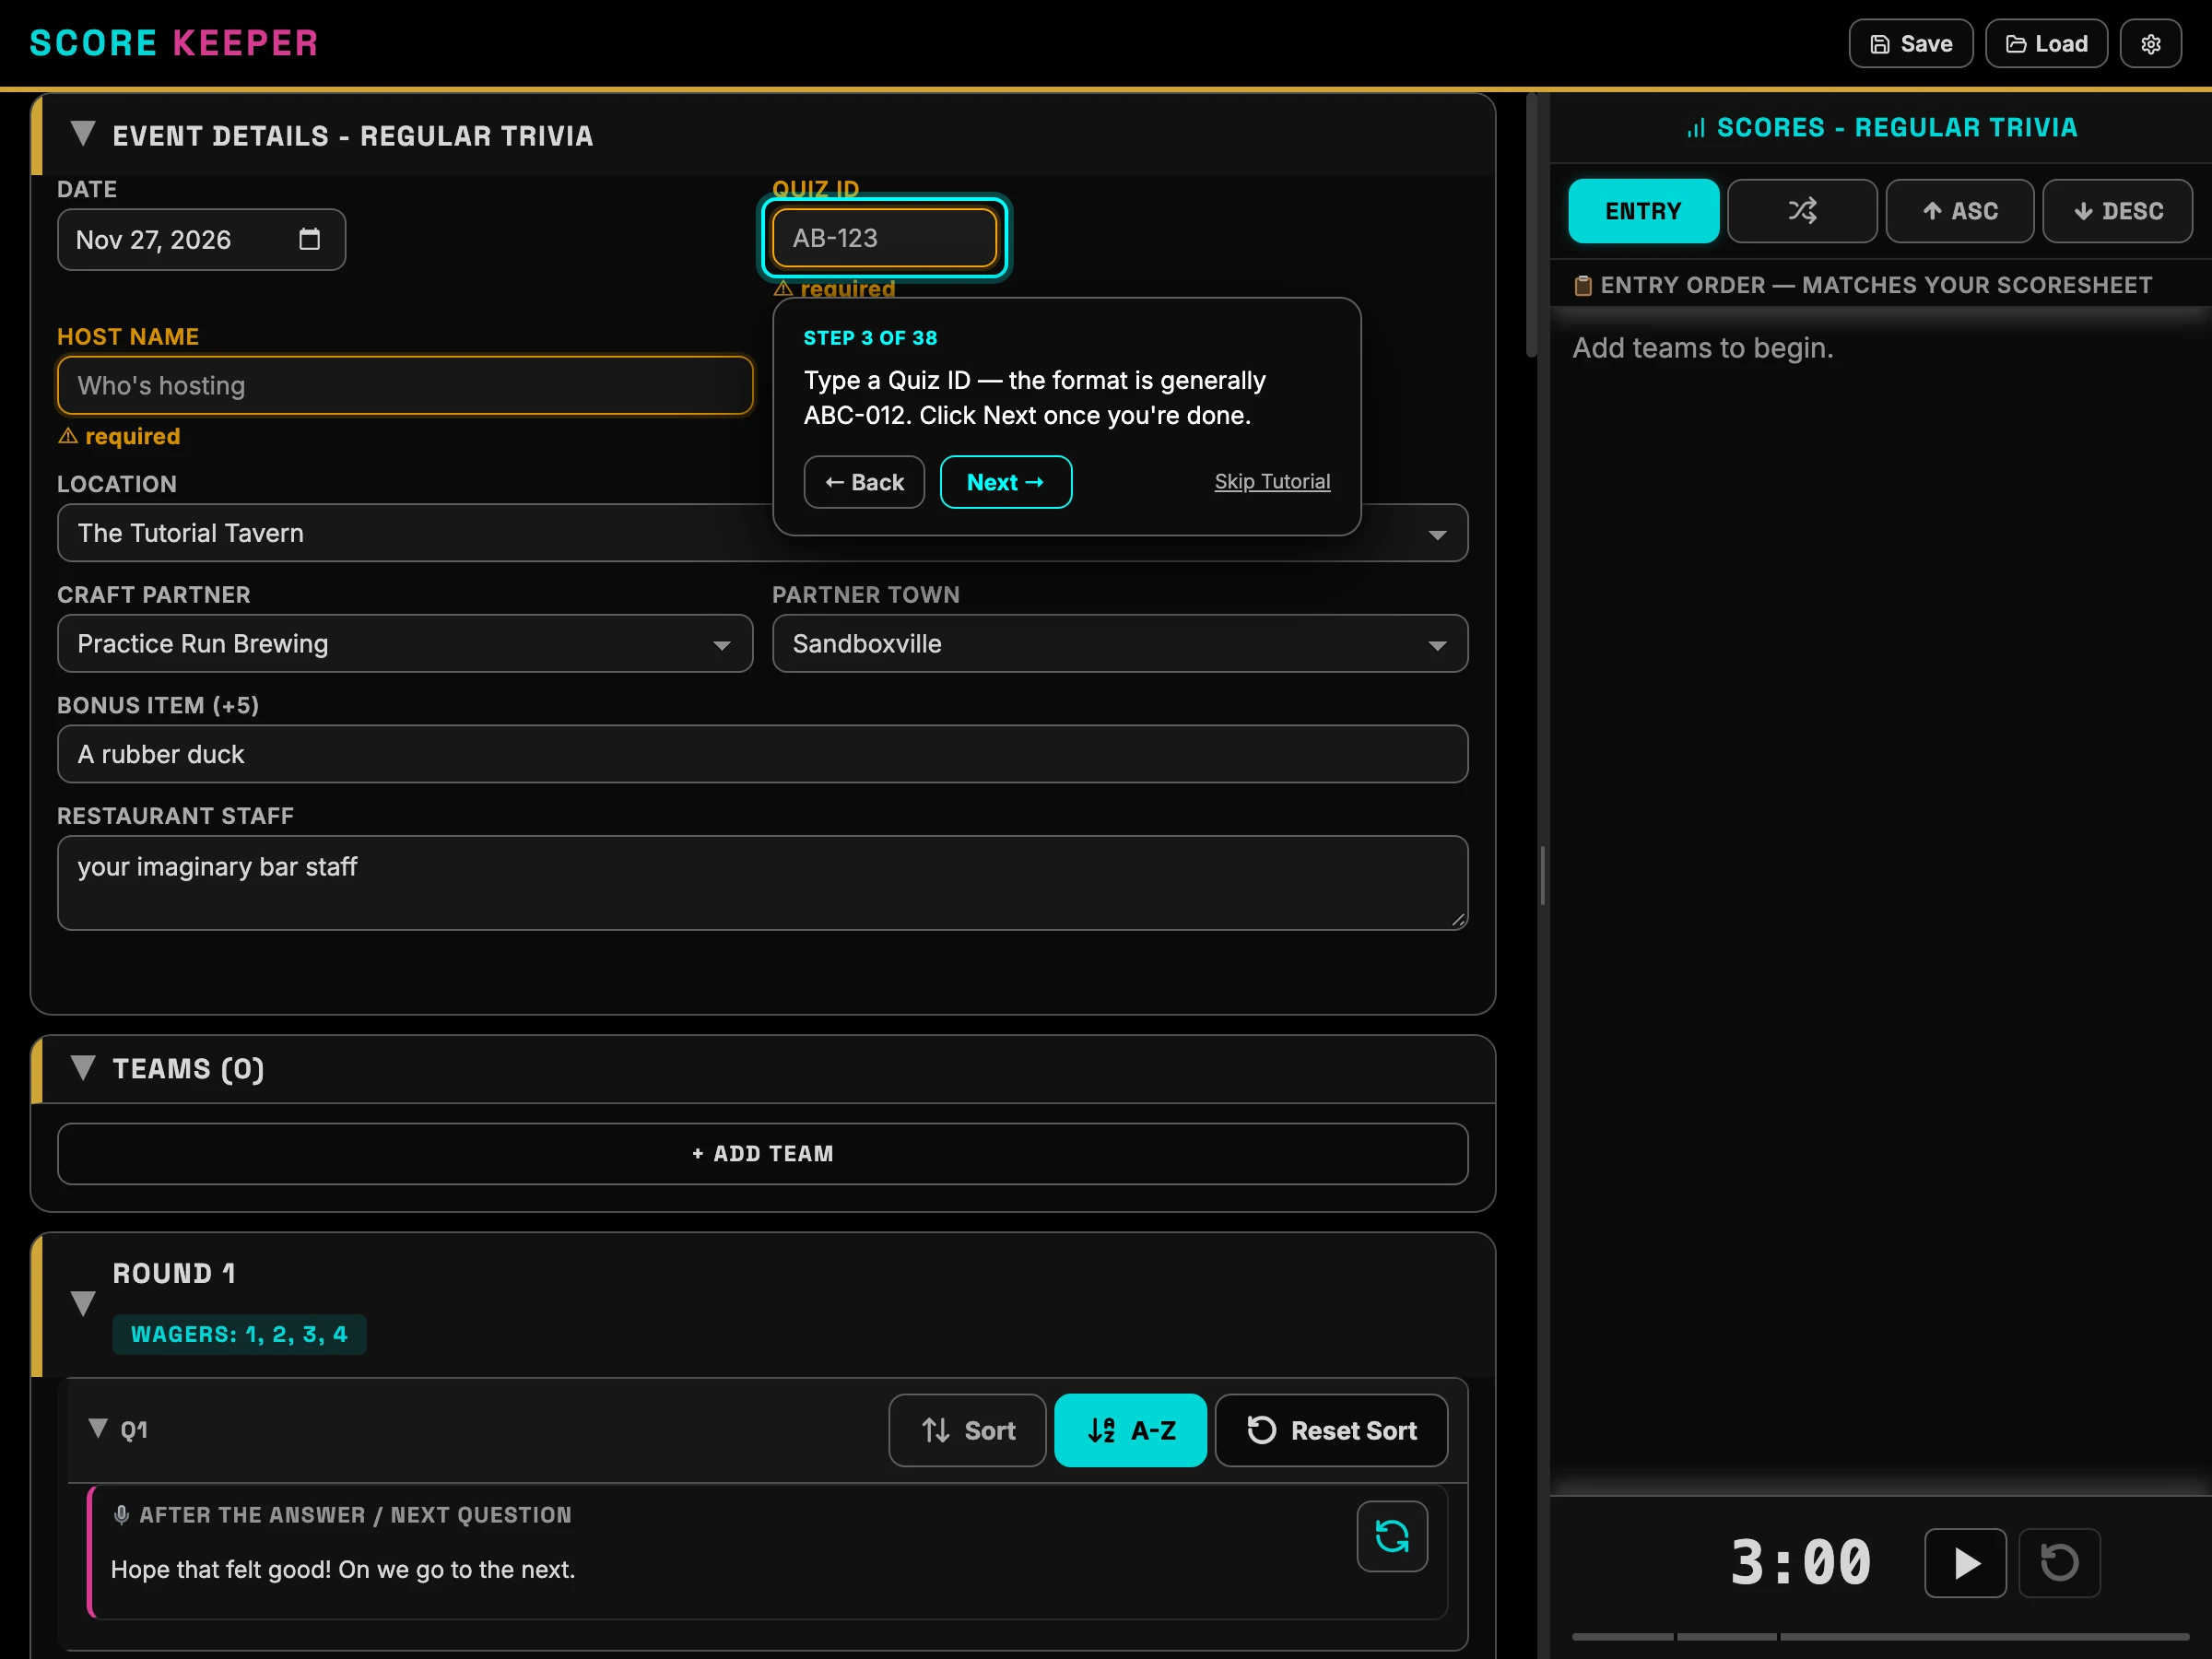 SCORE KEEPER
Save
Load
EVENT DETAILS - REGULAR TRIVIA
DATE
Nov 27, 2026
QUIZ ID
AB-123
⚠ required
HOST NAME
Who's hosting
⚠ required
STEP 3 OF 38
Type a Quiz ID — the format is generally
ABC-012. Click Next once you're done.
← Back
Next →
Skip Tutorial
LOCATION
The Tutorial Tavern
CRAFT PARTNER
Practice Run Brewing
PARTNER TOWN
Sandboxville
BONUS ITEM (+5)
A rubber duck
RESTAURANT STAFF
your imaginary bar staff
TEAMS (0)
+ ADD TEAM
ROUND 1
WAGERS: 1, 2, 3, 4
Q1
Sort
A-Z
Reset Sort
AFTER THE ANSWER / NEXT QUESTION
Hope that felt good! On we go to the next.
SCORES - REGULAR TRIVIA
ENTRY
↑ ASC
↓ DESC
ENTRY ORDER — MATCHES YOUR SCORESHEET
Add teams to begin.
3:00